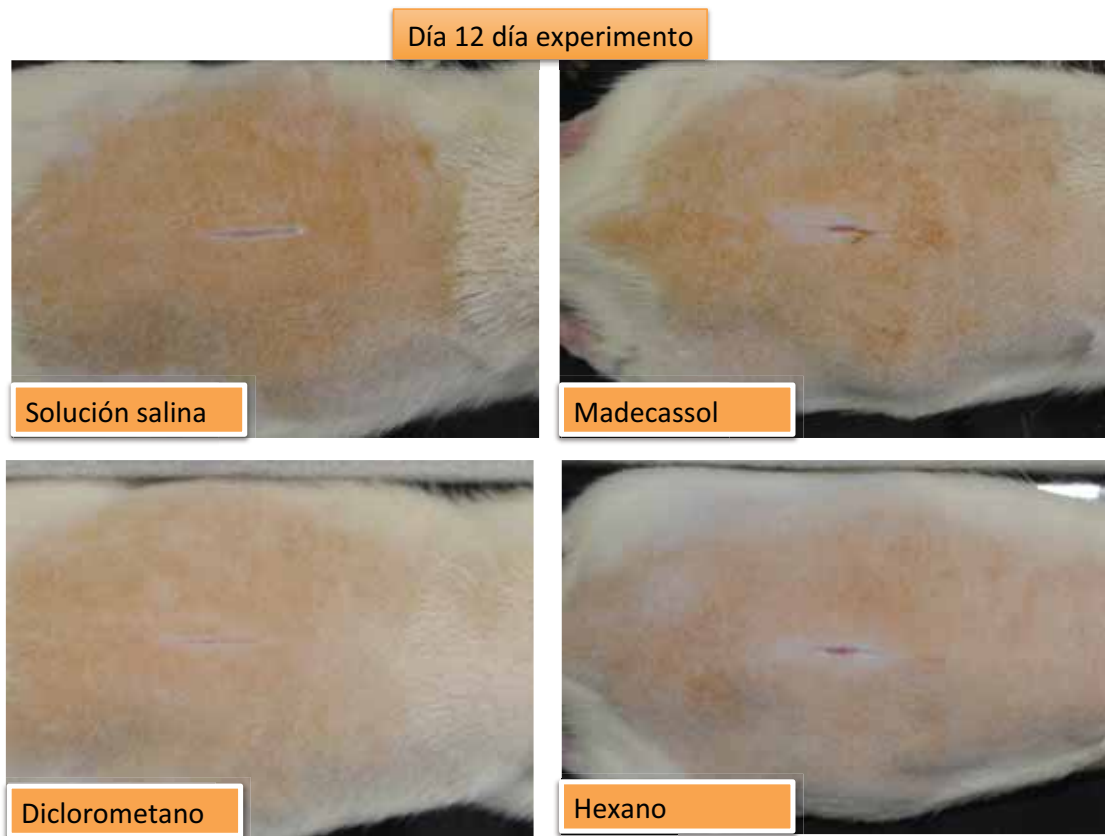 Día 12 día experimento
Solución salina
Madecassol
Diclorometano
Hexano